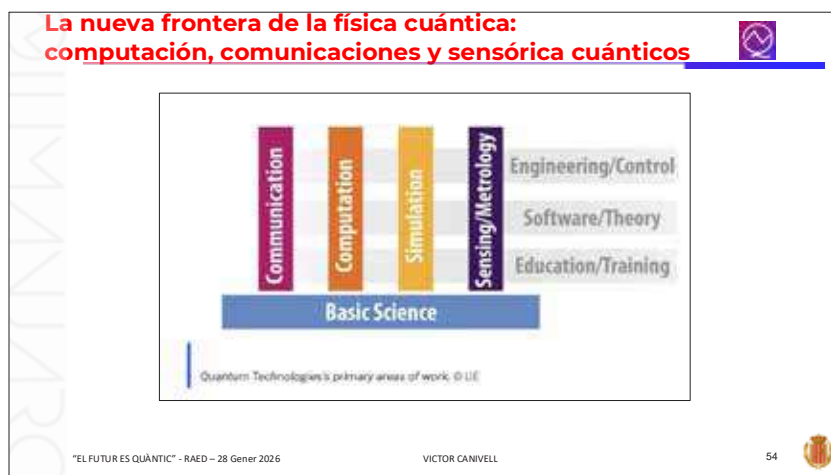 La nueva frontera de la física cuántica:
computación, comunicaciones y sensórica cuánticos
Communication
Computation
Simulation
Sensing/Metrology
Engineering/Control
Software/Theory
Education/Training
Basic Science
Quantum Technologies's primary areas of work. ©
"EL FUTUR ES QUÀNTIC" - RAED – 28 Gener 2026
VICTOR CANIVELL
54